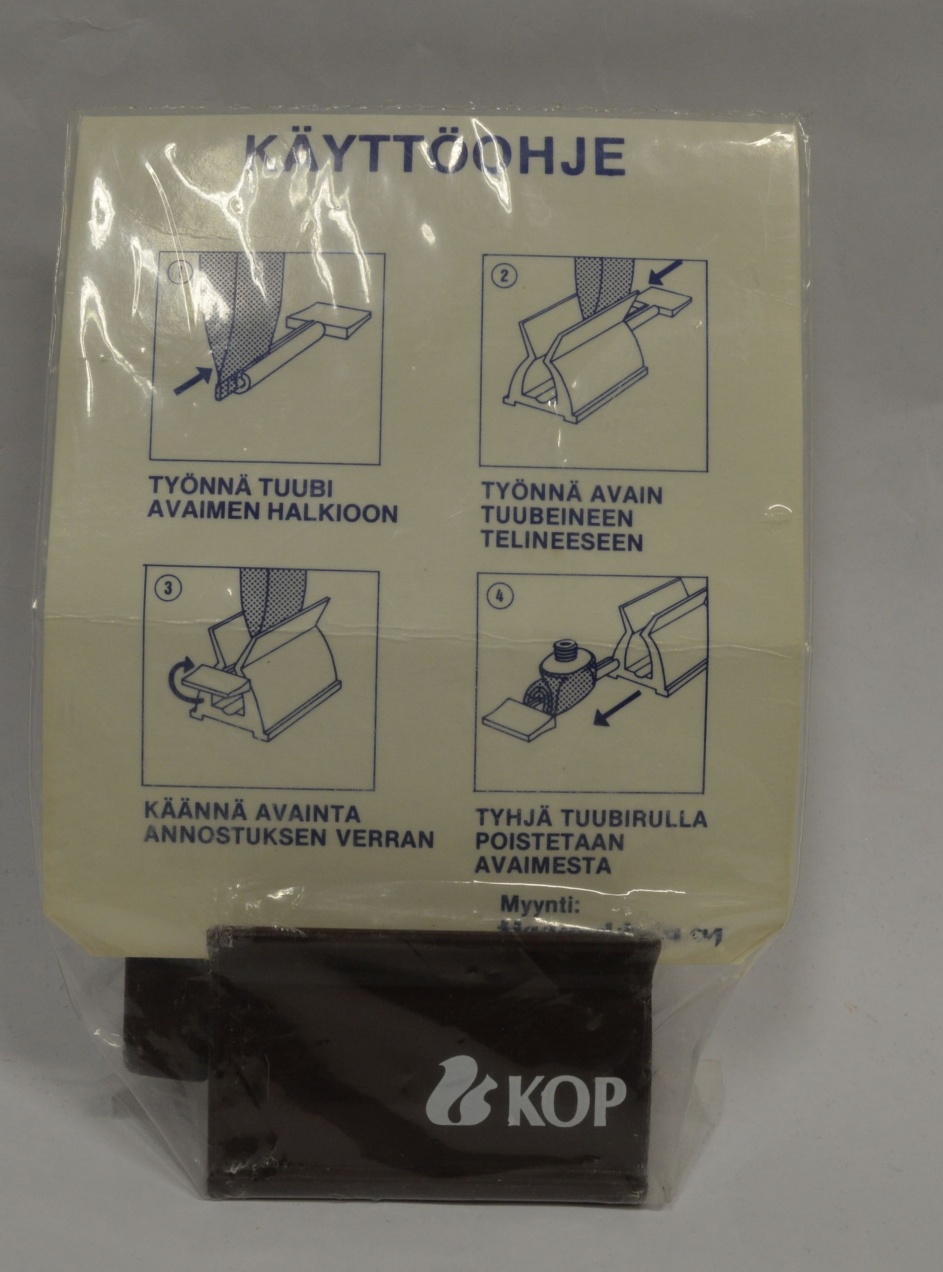 KÄYTTÖOHJE
1
2
TYÖNNÄ TUUBI
AVAIMEN HALKIOON
TYÖNNÄ AVAIN
TUUBEINEEN
TELINEESEEN
3
4
KÄÄNNÄ AVAINTA
ANNOSTUKSEN VERRAN
TYHJÄ TUUBIRULLA
POISTETAAN
AVAIMESTA
Myynti:
KOP